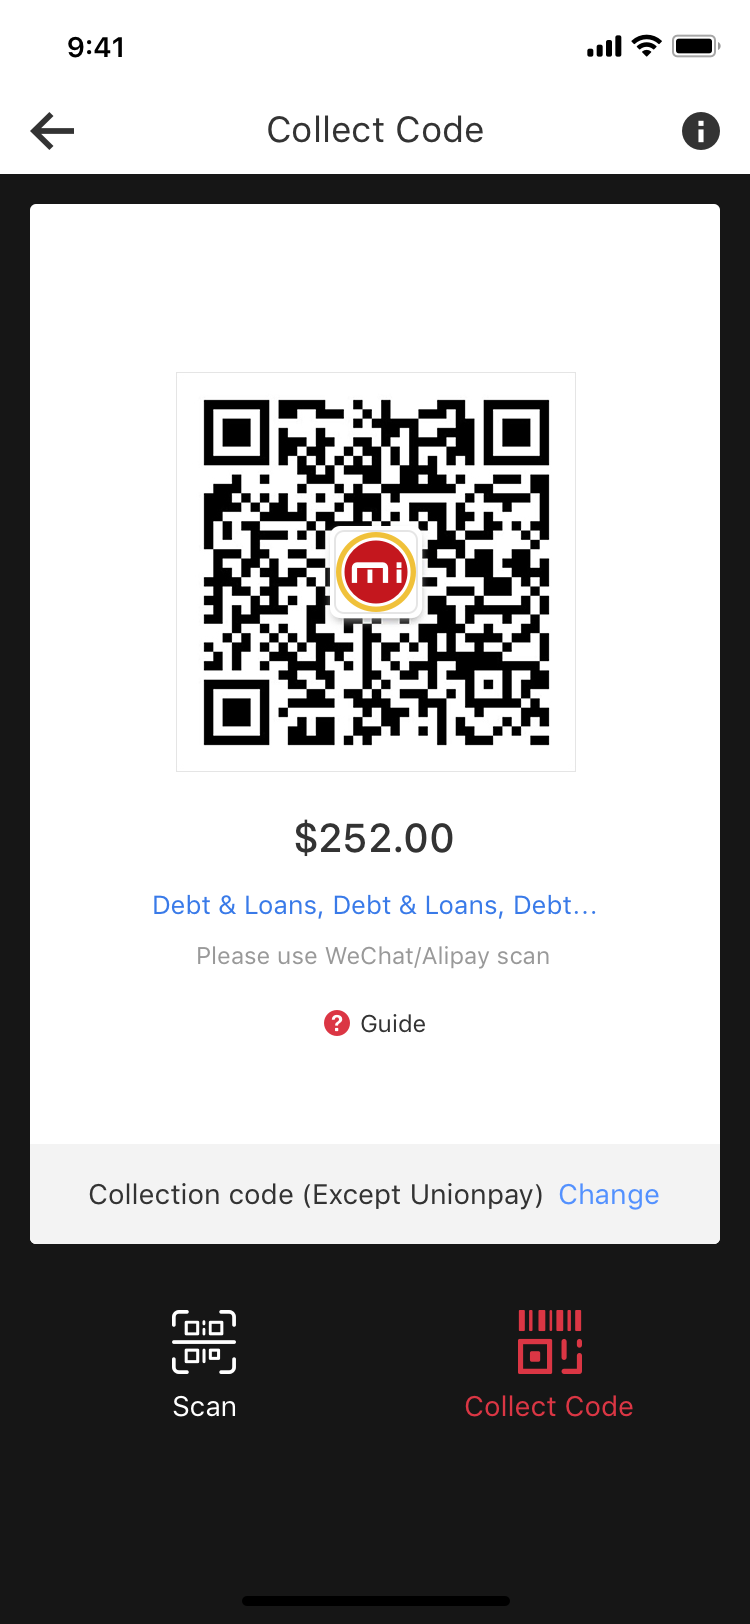 9:41
Collect Code
mi
$252.00
Debt & Loans, Debt & Loans, Debt...
Please use WeChat/Alipay scan
? Guide
Collection code (Except Unionpay) Change
Scan
Collect Code